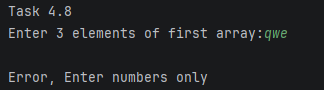 Task 4.8
Enter 3 elements of first array:qwe
Error, Enter numbers only